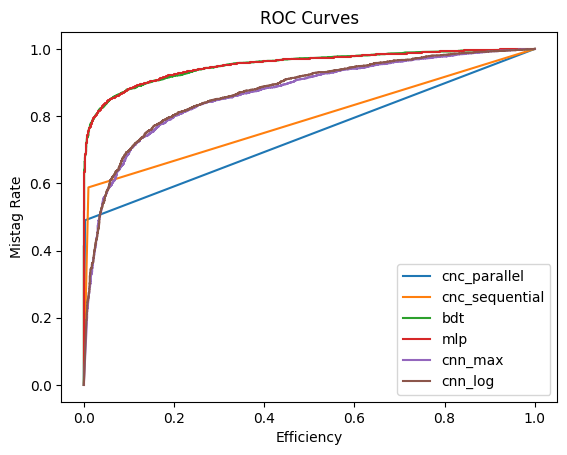 ROC Curves
Mistag Rate
1.0
0.8
0.6
0.4
0.2
0.0
0.0 0.2 0.4 0.6 0.8 1.0
Efficiency
cnc_parallel
cnc_sequential
bdt
mlp
cnn_max
cnn_log